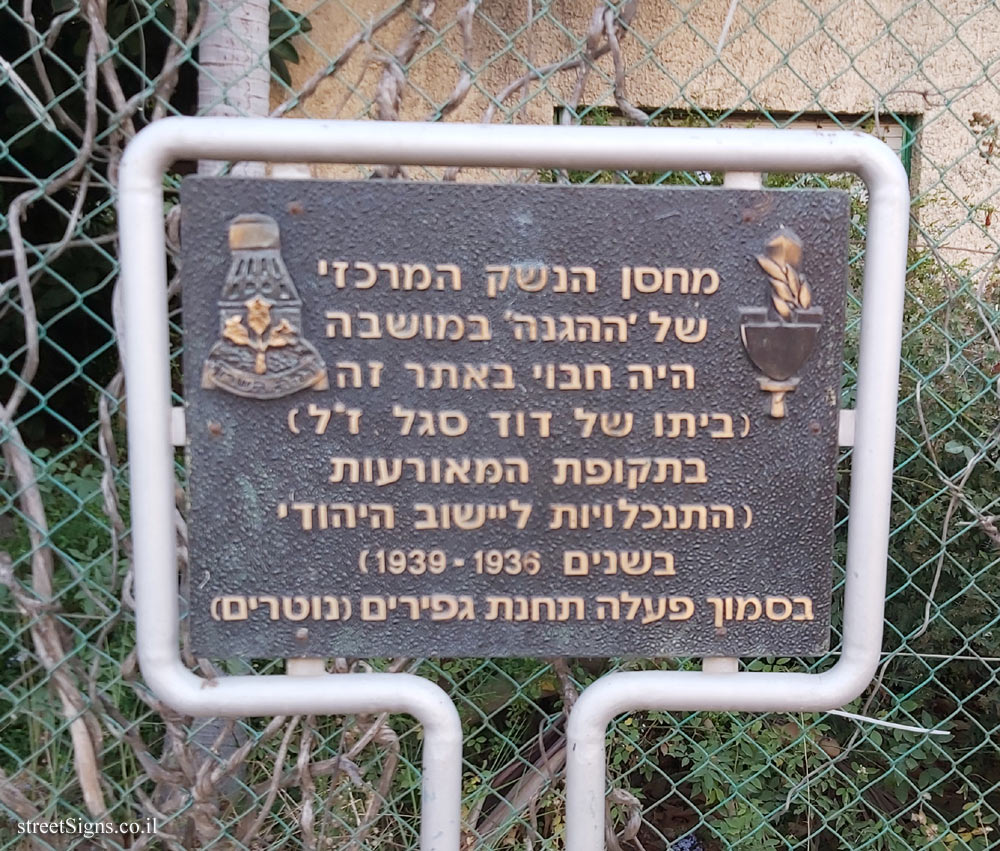 מחסן הנשק המרכזי
של 'ההגנה' במושבה
היה חבוי באתר זה
(ביתו של דוד סגל ז"ל)
בתקופת המאורעות
(התנכלויות ליישוב היהודי
בשנים 1936 - 1939)
בסמוך פעלה תחנת גפירים (נוטרים)
streetSigns.co.il